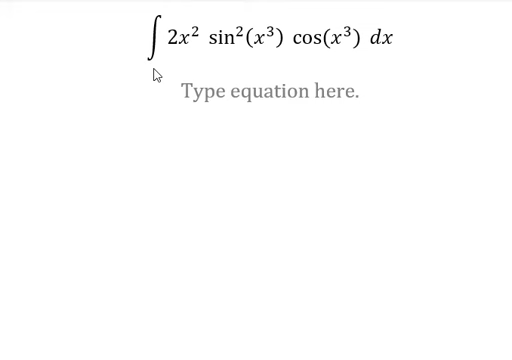 ∫ 2x² sin²(x³) cos(x³) dx
Type equation here.